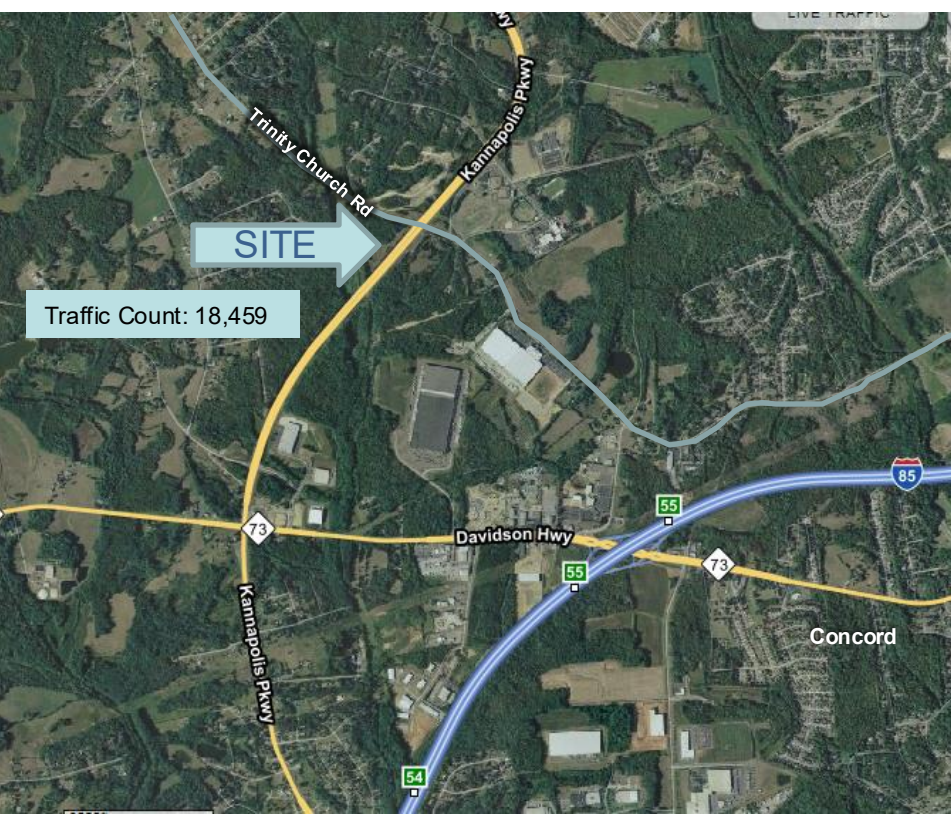 LIVE TRAFFIC
wy
Kannapolis Pkwy
Trinity Church Rd
SITE
Traffic Count: 18,459
85
55
73
Davidson Hwy
73
55
Kannapolis Pkwy
Concord
54